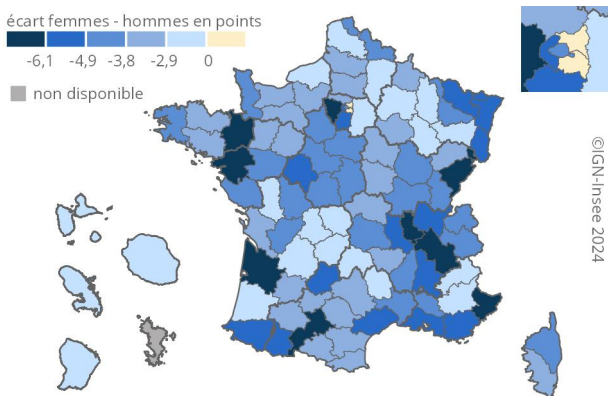 écart femmes - hommes en points
-6,1 -4,9 -3,8 -2,9 0
non disponible
©IGN-Insee 2024